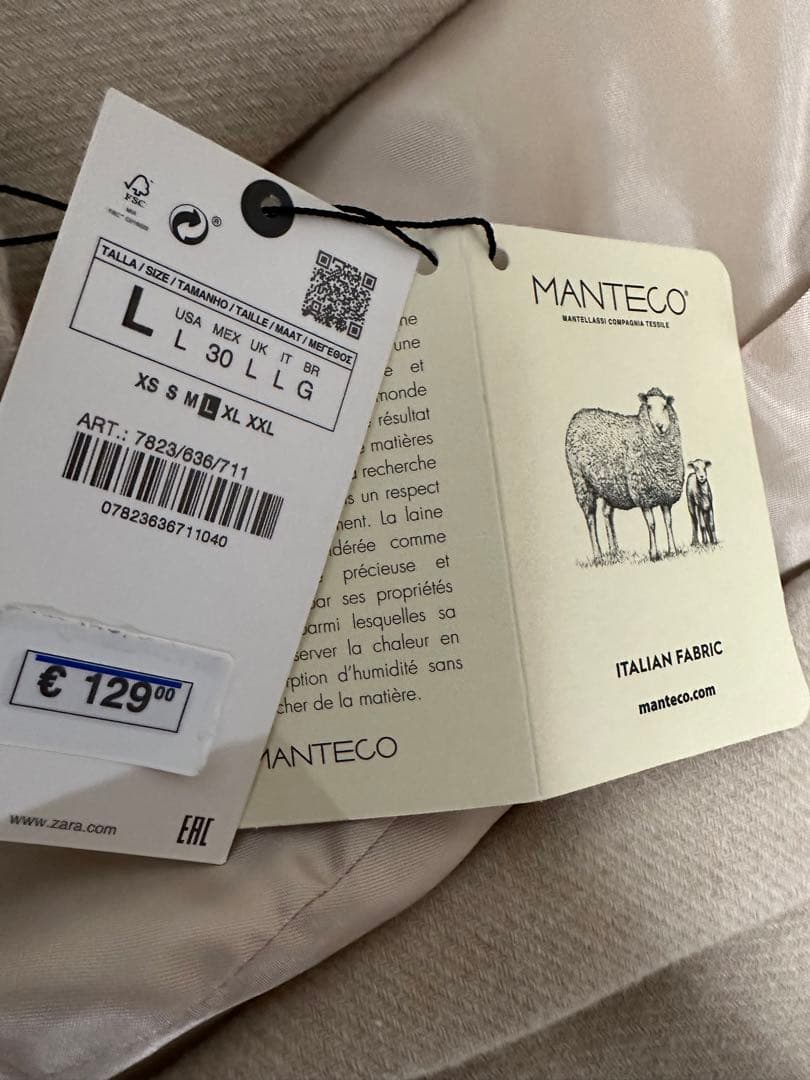 FSC
®
TALLA / SIZE / TAMANHO / TAILLE / MAAT / ΜΕΓΕΘΟΣ
L
USA MEX UK IT BR
L 30 L L G
XS S M L XL XXL
ART.: 7823/636/711
07823636711040
€ 129⁰⁰
www.zara.com
EAC
ne
une
e et
monde
résultat
matières
recherche
s un respect
ment. La laine
dérée comme
précieuse et
par ses propriétés
parmi lesquelles sa
server la chaleur en
rption d'humidité sans
cher de la matière.
MANTECO
MANTECO®
MANTELLASSI COMPAGNIA TESSILE
ITALIAN FABRIC
manteco.com